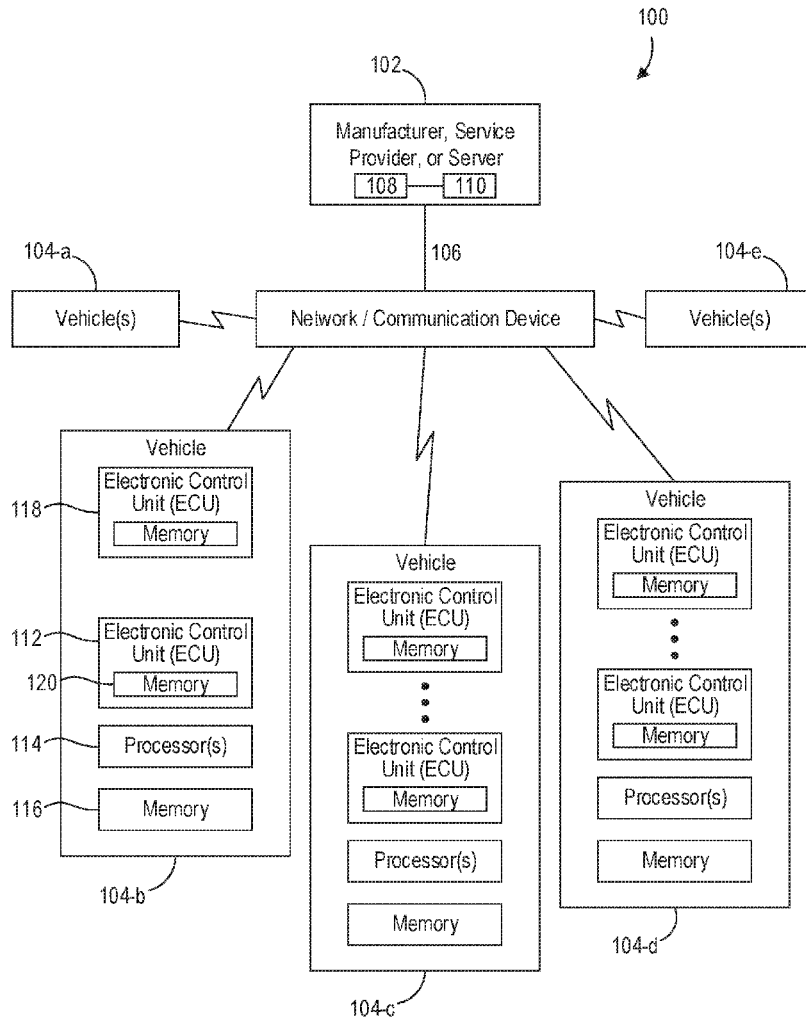 100
102
Manufacturer, Service
Provider, or Server
108
110
104-a
106
104-e
Vehicle(s)
Network / Communication Device
Vehicle(s)
Vehicle
118
Electronic Control
Unit (ECU)
Memory
112
Electronic Control
Unit (ECU)
120
Memory
114
Processor(s)
116
Memory
104-b
Vehicle
Electronic Control
Unit (ECU)
Memory
Electronic Control
Unit (ECU)
Memory
Processor(s)
Memory
104-c
Vehicle
Electronic Control
Unit (ECU)
Memory
Electronic Control
Unit (ECU)
Memory
Processor(s)
Memory
104-d